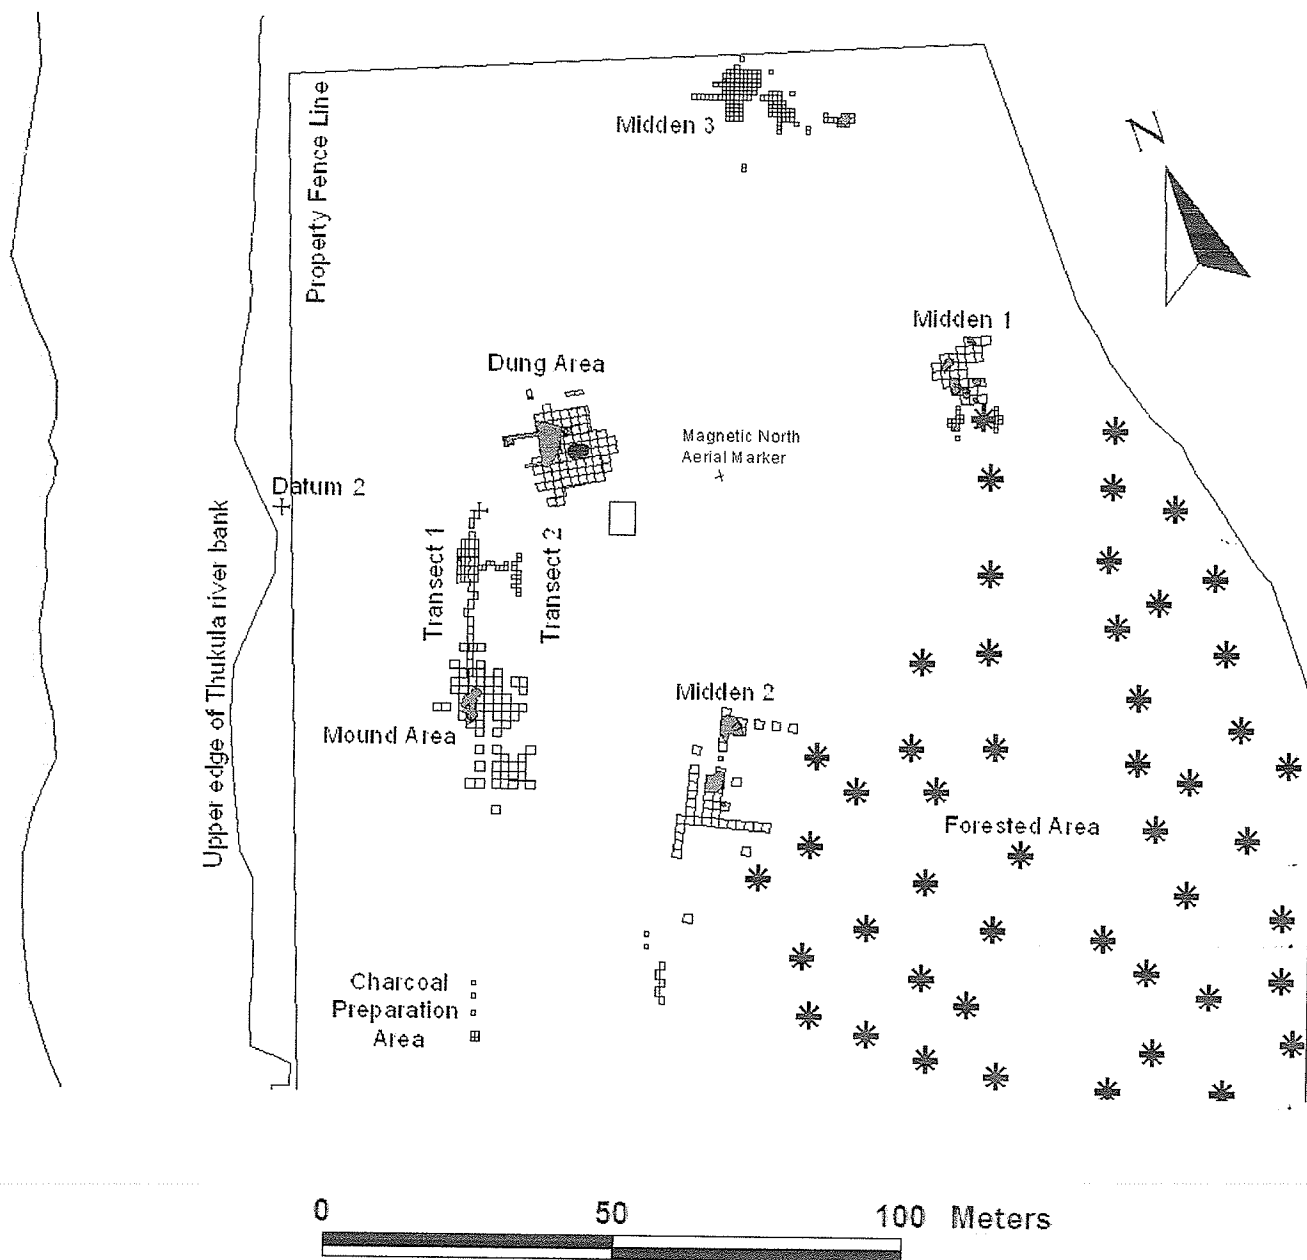 Property Fence Line
Midden 3
N
Midden 1
Dung Area
Magnetic North
Aerial Marker
Datum 2
Upper edge of Thukula river bank
Transect 1
Transect 2
Midden 2
Mound Area
Forested Area
Charcoal
Preparation
Area
0 50 100 Meters